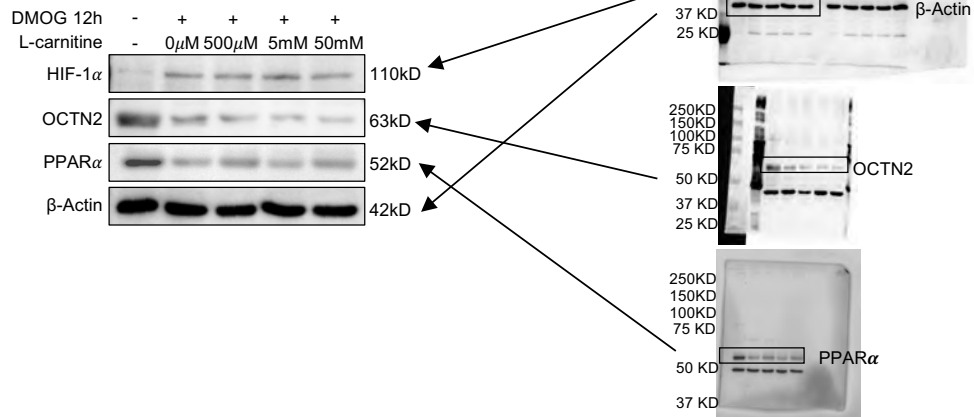 DMOG 12h - + + + +
L-carnitine - 0μM 500μM 5mM 50mM
HIF-1α 110kD
OCTN2 63kD
PPARα 52kD
β-Actin 42kD
37 KD β-Actin
25 KD
250KD
150KD
100KD
75 KD
50 KD OCTN2
37 KD
25 KD
250KD
150KD
100KD
75 KD
50 KD PPARα
37 KD